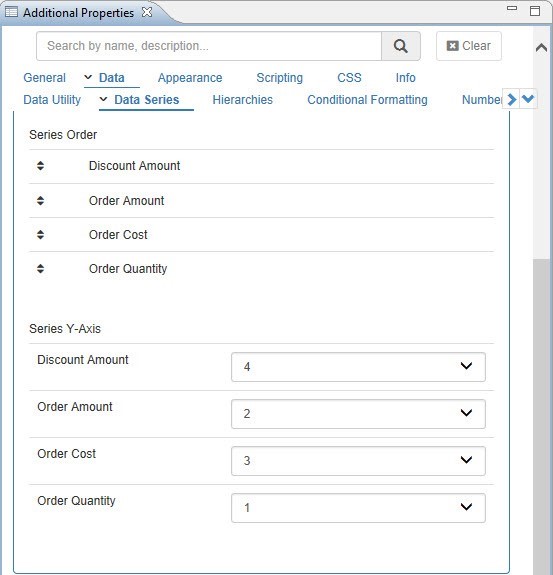 Additional Properties
Search by name, description...
Clear
General Data Appearance Scripting CSS Info
Data Utility Data Series Hierarchies Conditional Formatting Number
Series Order
Discount Amount
Order Amount
Order Cost
Order Quantity
Series Y-Axis
Discount Amount 4
Order Amount 2
Order Cost 3
Order Quantity 1